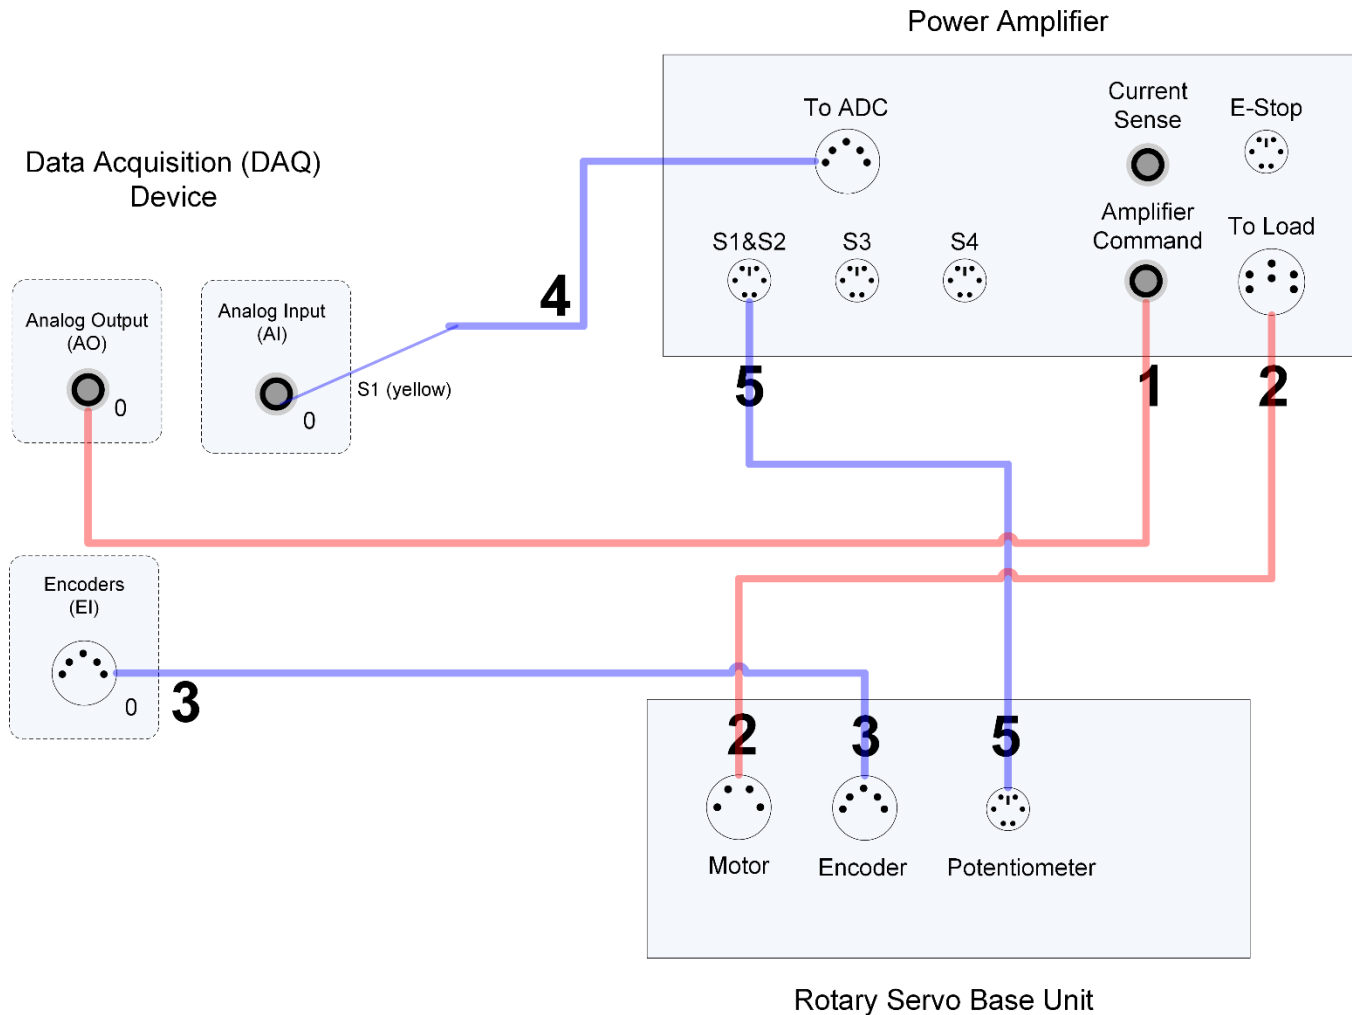 Power Amplifier
To ADC
Current
Sense
E-Stop
Data Acquisition (DAQ)
Device
S1&S2
S3
S4
Amplifier
Command
To Load
Analog Output
(AO)
0
Analog Input
(AI)
0
S1 (yellow)
4
5
1
2
Encoders
(EI)
0
3
2
3
5
Motor
Encoder
Potentiometer
Rotary Servo Base Unit